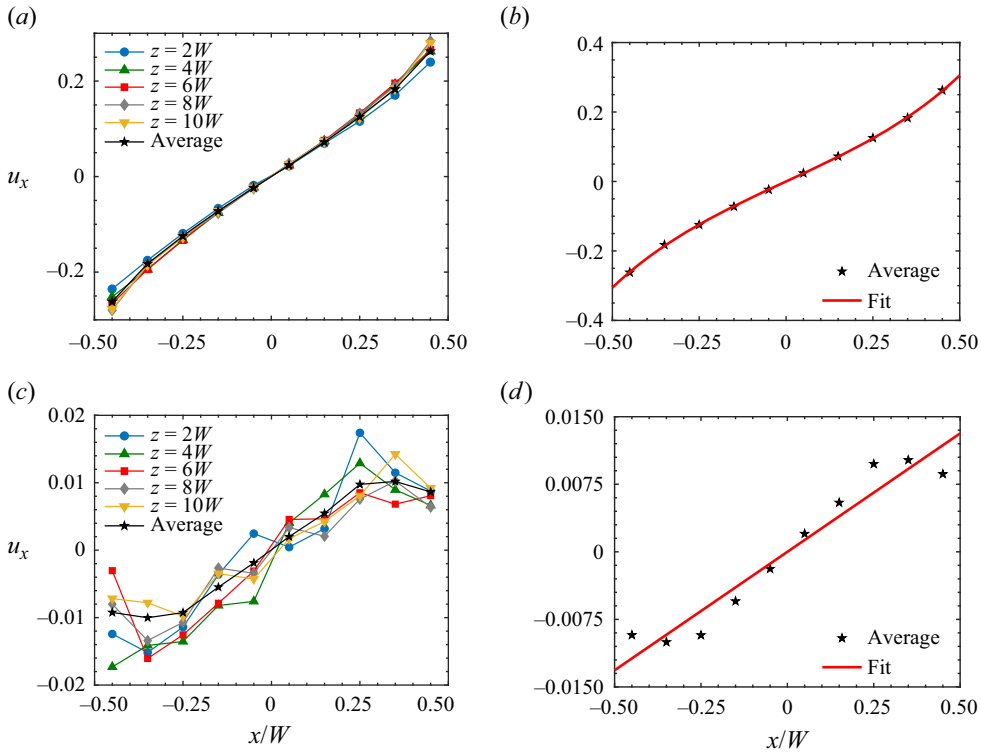 (a)
z = 2W
z = 4W
z = 6W
z = 8W
z = 10W
Average
0.2
0
−0.2
u_x
−0.50
−0.25
0
0.25
0.50
(b)
0.4
0.2
0
−0.2
−0.4
Average
Fit
−0.50
−0.25
0
0.25
0.50
(c)
0.02
0.01
0
−0.01
−0.02
z = 2W
z = 4W
z = 6W
z = 8W
z = 10W
Average
u_x
−0.50
−0.25
0
0.25
0.50
x/W
(d)
0.0150
0.0075
0
−0.0075
−0.0150
Average
Fit
−0.50
−0.25
0
0.25
0.50
x/W